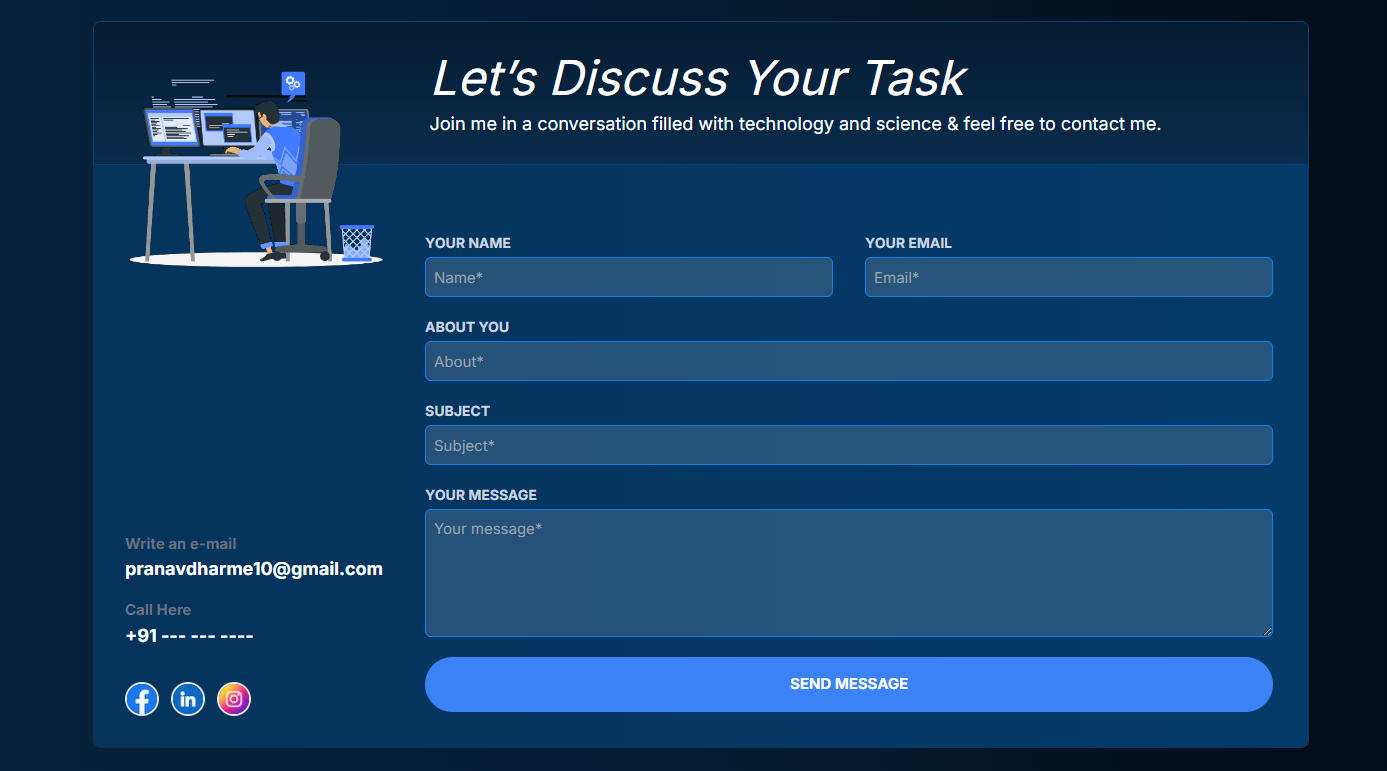 Let's Discuss Your Task
Join me in a conversation filled with technology and science & feel free to contact me.
YOUR NAME
Name*
YOUR EMAIL
Email*
ABOUT YOU
About*
SUBJECT
Subject*
YOUR MESSAGE
Your message*
SEND MESSAGE
Write an e-mail
pranavdharme10@gmail.com
Call Here
+91 --- --- ----
in